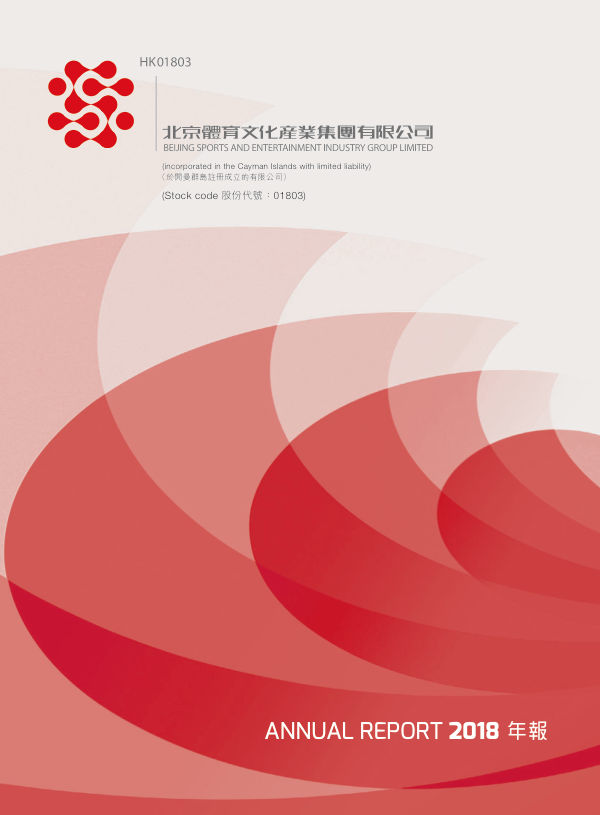 HK01803
北京體育文化產業集團有限公司
BEIJING SPORTS AND ENTERTAINMENT INDUSTRY GROUP LIMITED
(incorporated in the Cayman Islands with limited liability)
(於開曼群島註冊成立的有限公司)
(Stock code 股份代號：01803)
ANNUAL REPORT 2018 年報